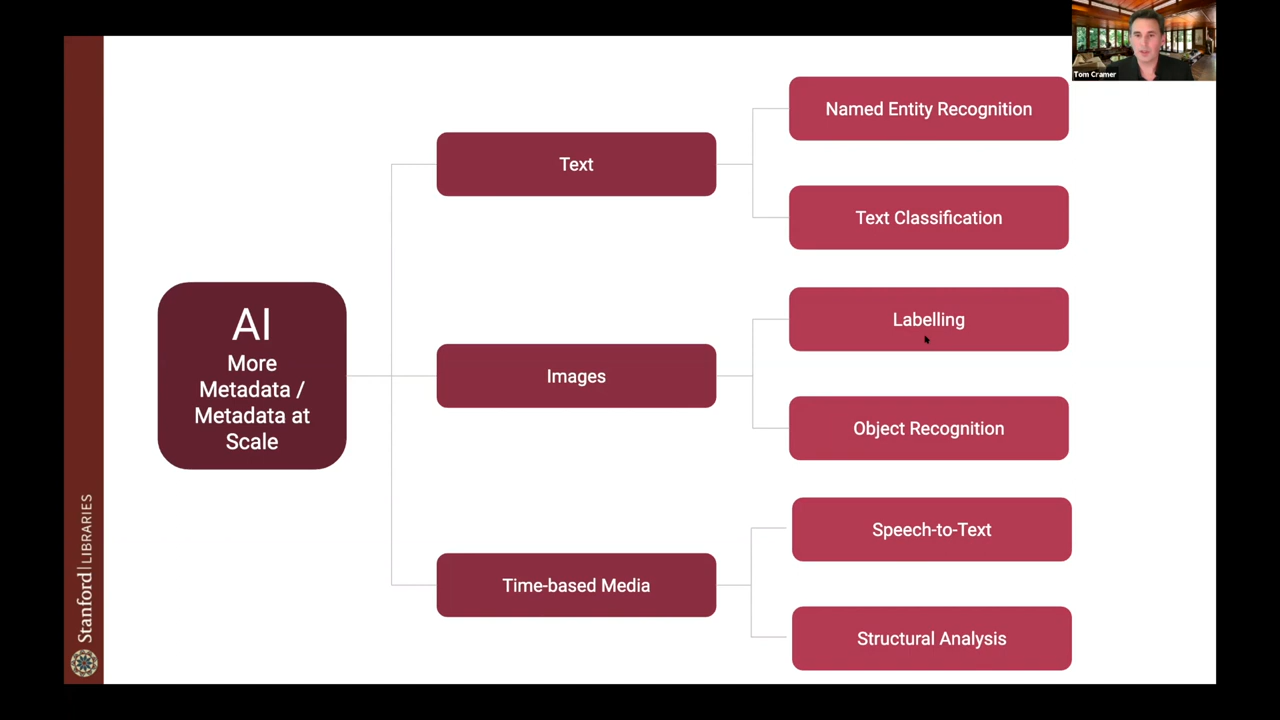 Tom Cramer
AI
More
Metadata /
Metadata at
Scale
Text
Named Entity Recognition
Text Classification
Images
Labelling
Object Recognition
Time-based Media
Speech-to-Text
Structural Analysis
Stanford | LIBRARIES